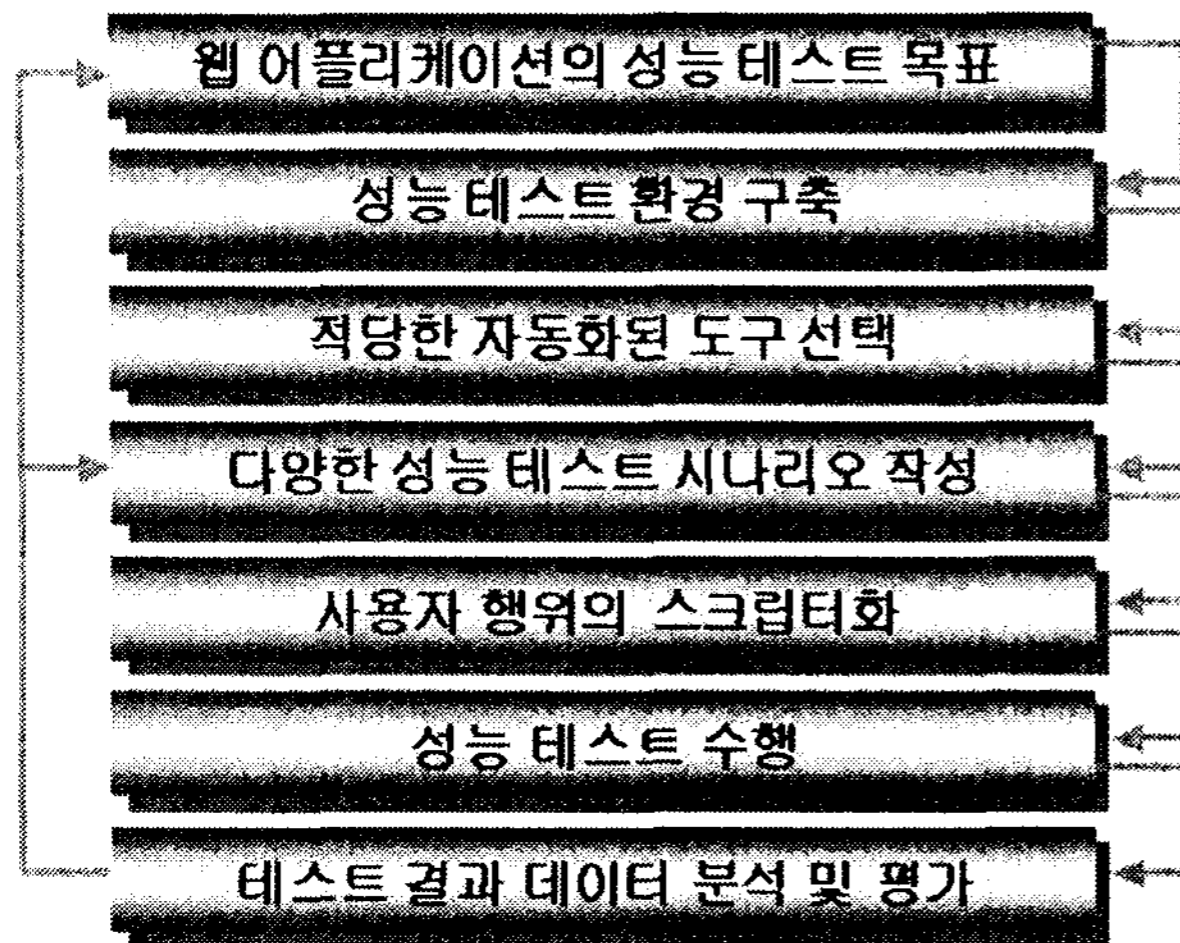 웹 어플리케이션의 성능 테스트 목표
성능 테스트 환경 구축
적당한 자동화된 도구 선택
다양한 성능 테스트 시나리오 작성
사용자 행위의 스크립터화
성능 테스트 수행
테스트 결과 데이터 분석 및 평가